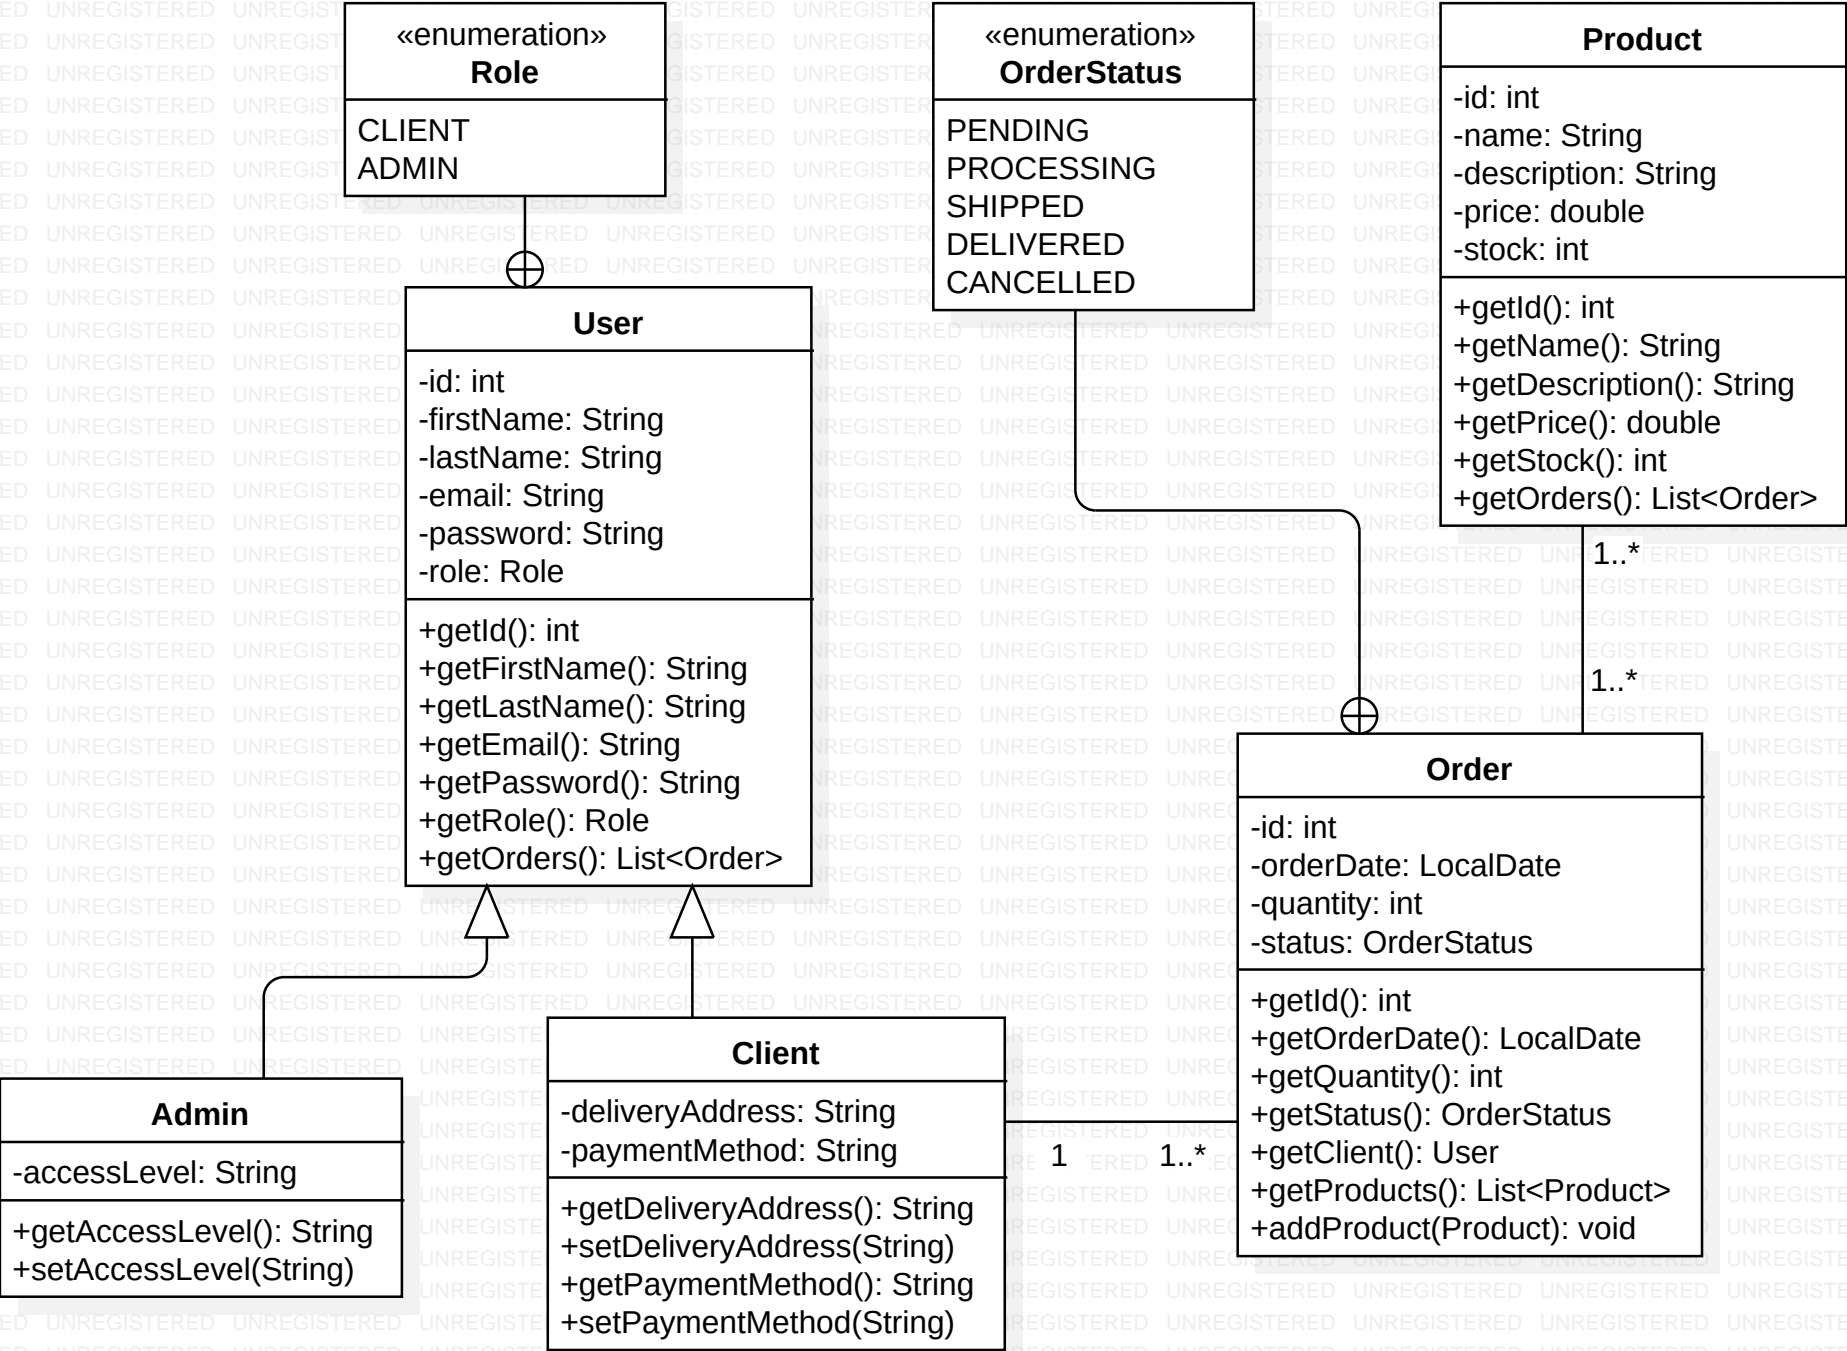 «enumeration»
Role
CLIENT
ADMIN
«enumeration»
OrderStatus
PENDING
PROCESSING
SHIPPED
DELIVERED
CANCELLED
Product
-id: int
-name: String
-description: String
-price: double
-stock: int
+getId(): int
+getName(): String
+getDescription(): String
+getPrice(): double
+getStock(): int
+getOrders(): List<Order>
User
-id: int
-firstName: String
-lastName: String
-email: String
-password: String
-role: Role
+getId(): int
+getFirstName(): String
+getLastName(): String
+getEmail(): String
+getPassword(): String
+getRole(): Role
+getOrders(): List<Order>
1..*
1..*
Order
-id: int
-orderDate: LocalDate
-quantity: int
-status: OrderStatus
+getId(): int
+getOrderDate(): LocalDate
+getQuantity(): int
+getStatus(): OrderStatus
+getClient(): User
+getProducts(): List<Product>
+addProduct(Product): void
Admin
-accessLevel: String
+getAccessLevel(): String
+setAccessLevel(String)
Client
-deliveryAddress: String
-paymentMethod: String
+getDeliveryAddress(): String
+setDeliveryAddress(String)
+getPaymentMethod(): String
+setPaymentMethod(String)
1
1..*
UNREGISTERED